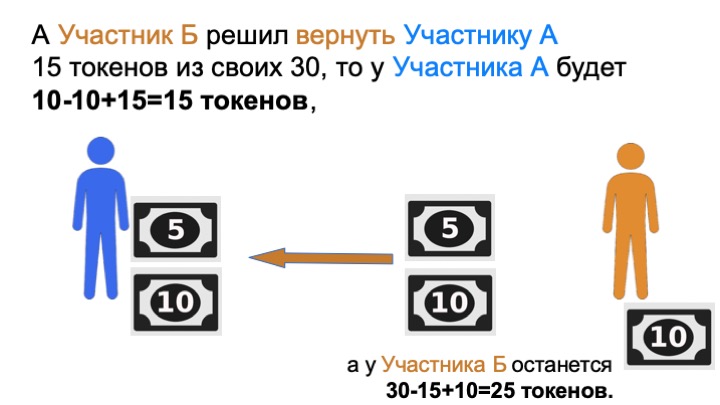 А Участник Б решил вернуть Участнику А
15 токенов из своих 30, то у Участника А будет
10-10+15=15 токенов,
5
5
10
10
10
а у Участника Б останется
30-15+10=25 токенов.